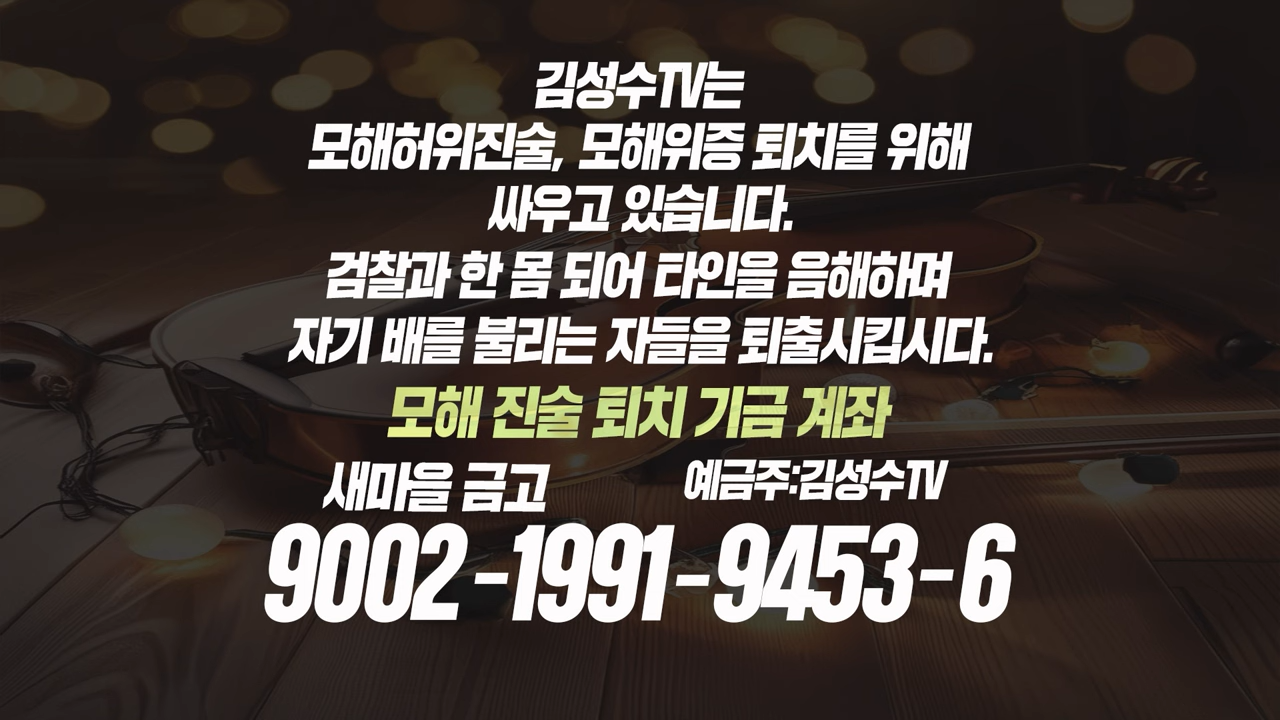 김성수TV는
모해허위진술, 모해위증 퇴치를 위해
싸우고 있습니다.
검찰과 한 몸 되어 타인을 음해하며
자기 배를 불리는 자들을 퇴출시킵시다.
모해 진술 퇴치 기금 계좌
새마을 금고 예금주:김성수TV
9002-1991-9453-6